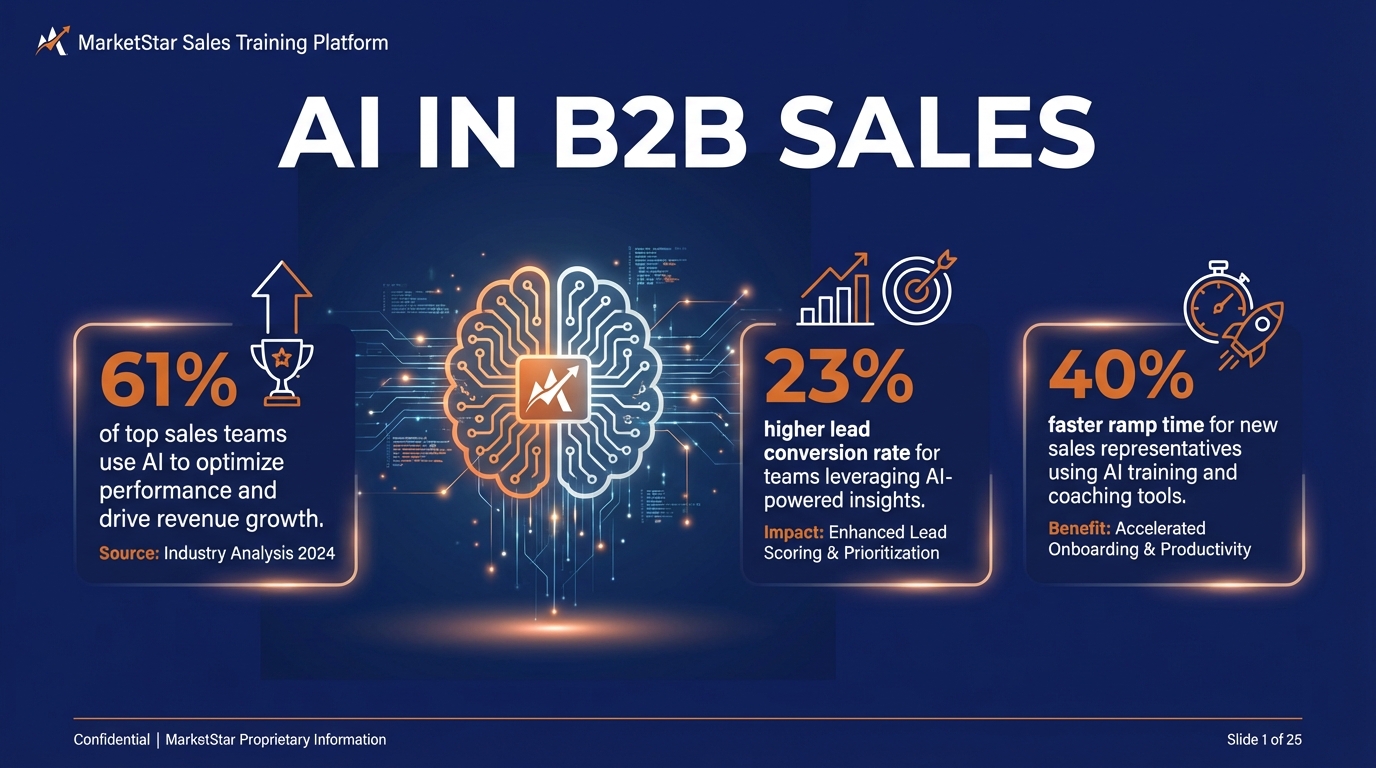 MarketStar Sales Training Platform
AI IN B2B SALES
61%
of top sales teams
use AI to optimize
performance and
drive revenue growth.
Source: Industry Analysis 2024
23%
higher lead
conversion rate for
teams leveraging AI-
powered insights.
Impact: Enhanced Lead
Scoring & Prioritization
40%
faster ramp time for new
sales representatives
using AI training and
coaching tools.
Benefit: Accelerated
Onboarding & Productivity
Confidential | MarketStar Proprietary Information
Slide 1 of 25